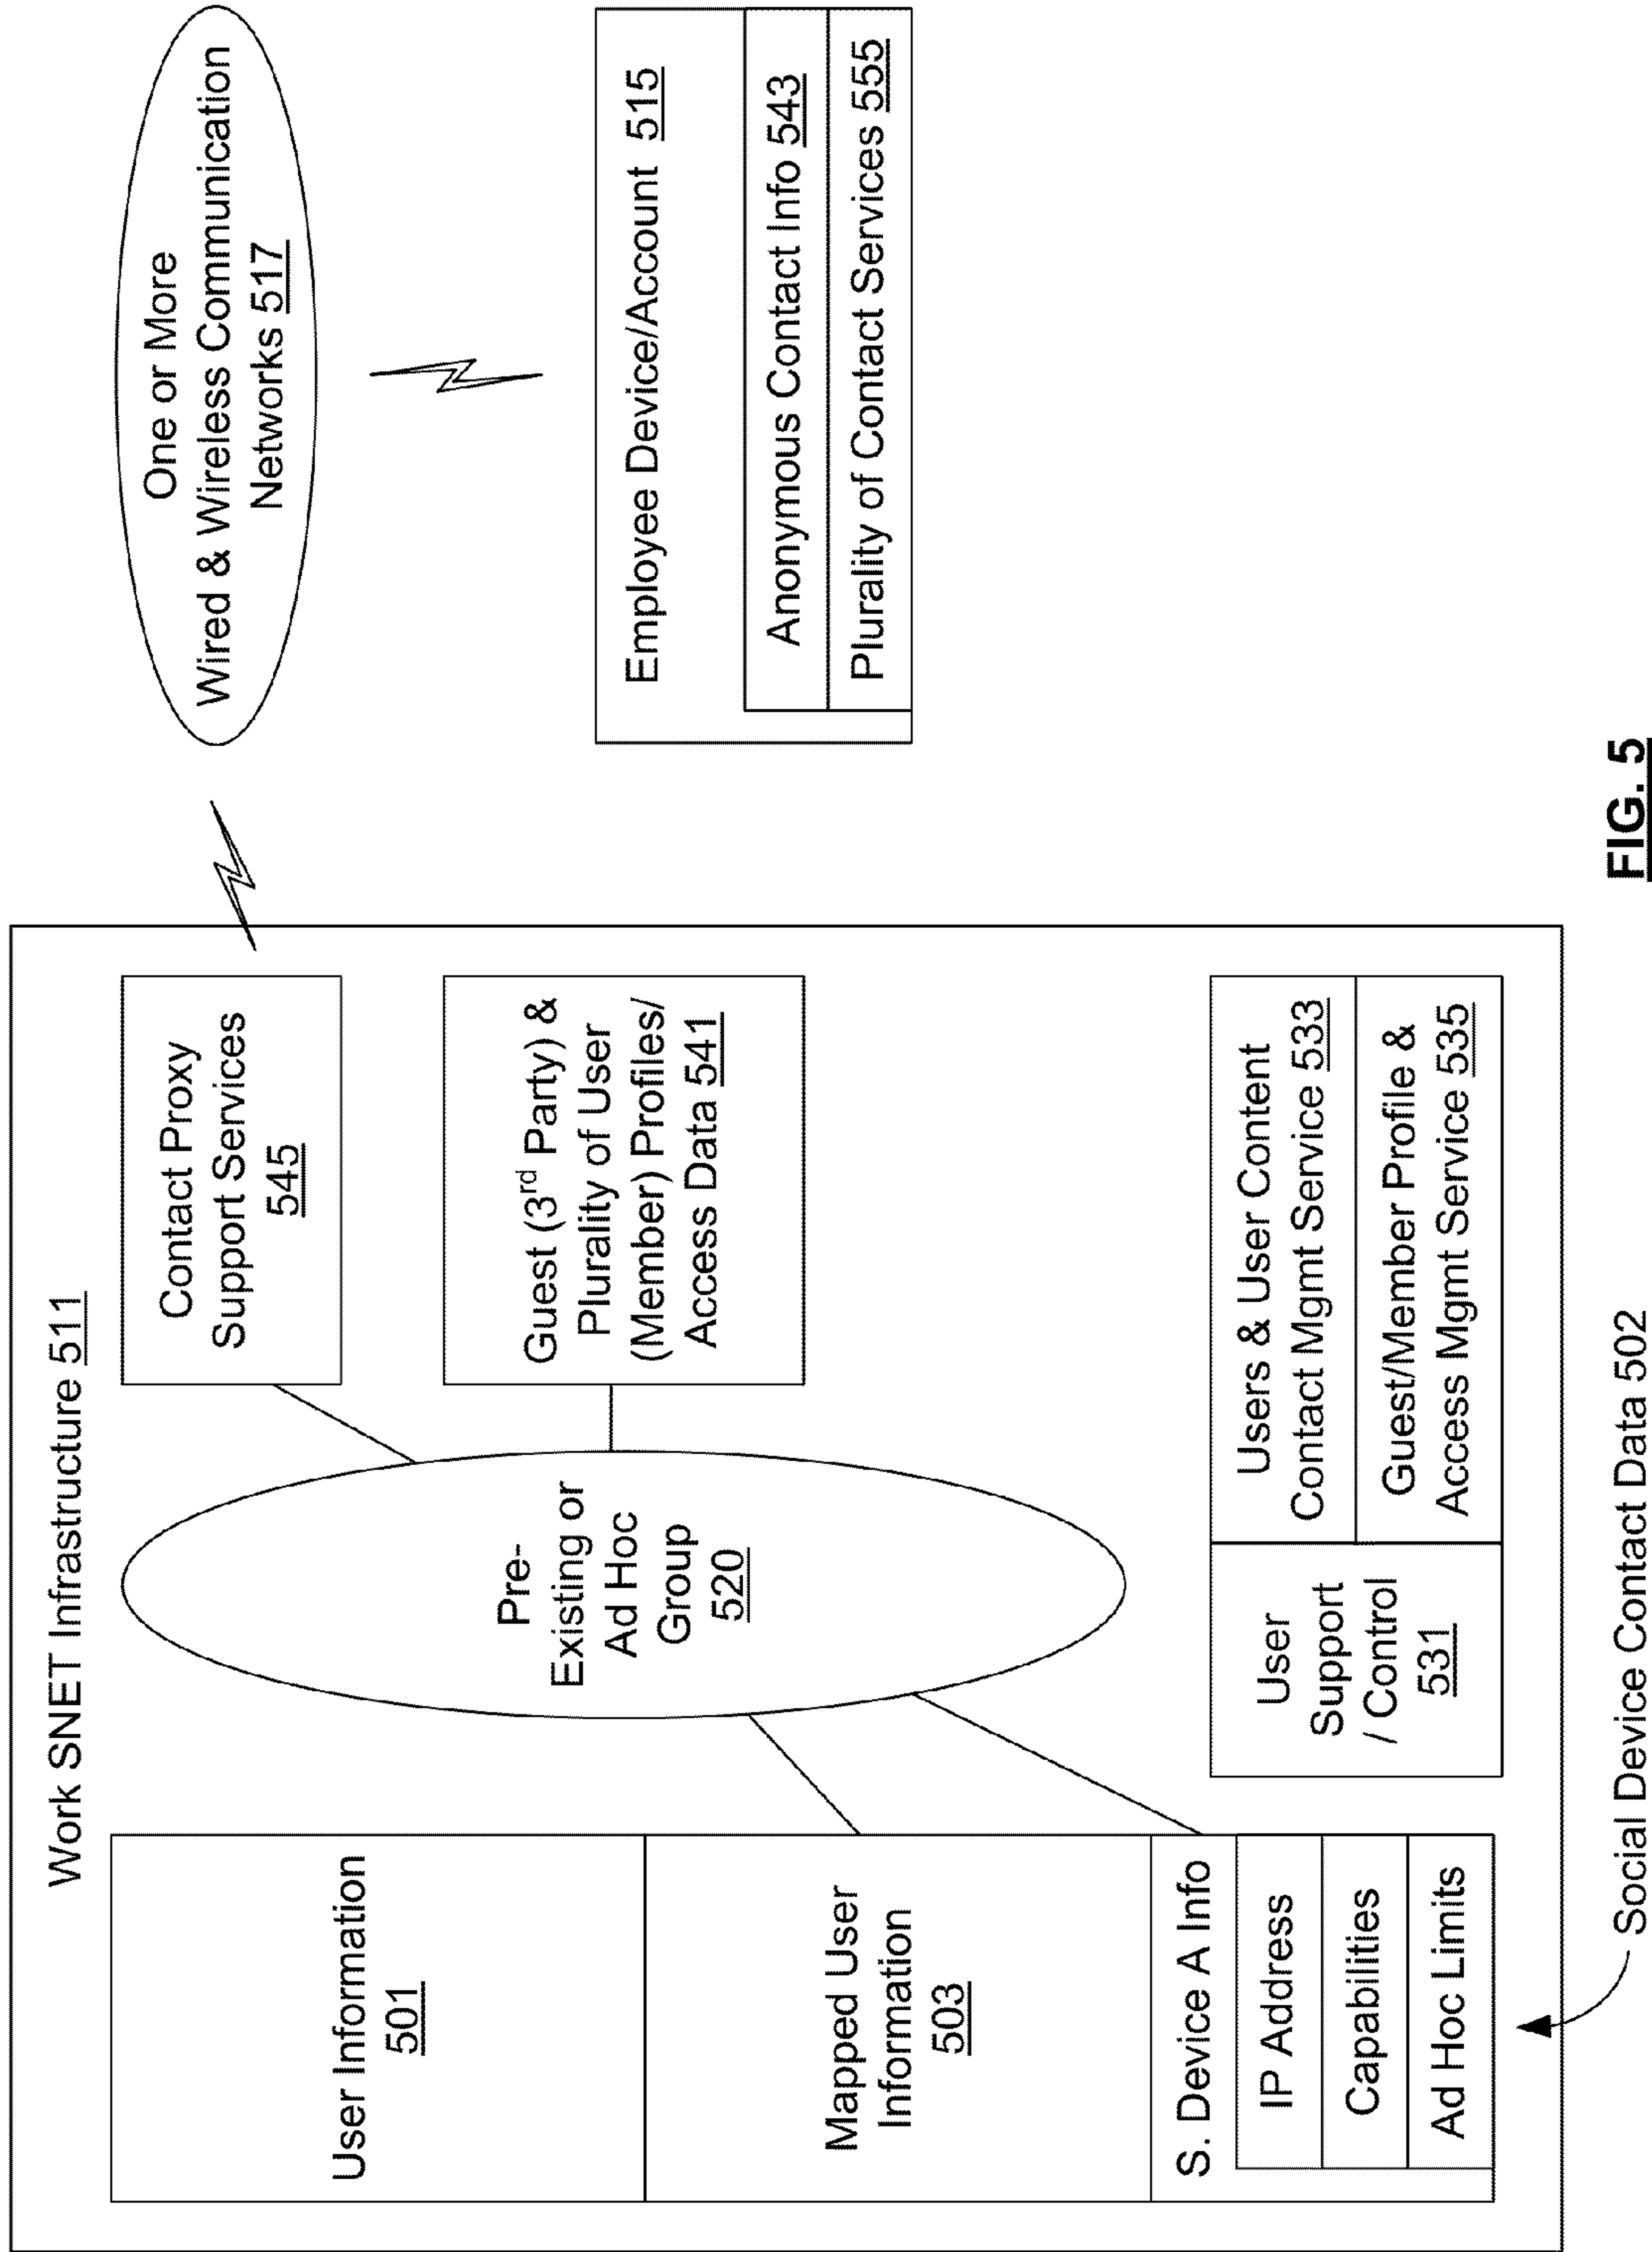 Work SNET Infrastructure 511
User Information
501
Mapped User
Information
503
S. Device A Info
IP Address
Capabilities
Ad Hoc Limits
Pre-
Existing or
Ad Hoc
Group
520
Contact Proxy
Support Services
545
Guest (3rd Party) &
Plurality of User
(Member) Profiles/
Access Data 541
User
Support
/ Control
531
Users & User Content
Contact Mgmt Service 533
Guest/Member Profile &
Access Mgmt Service 535
Social Device Contact Data 502
One or More
Wired & Wireless Communication
Networks 517
Employee Device/Account 515
Anonymous Contact Info 543
Plurality of Contact Services 555
FIG. 5